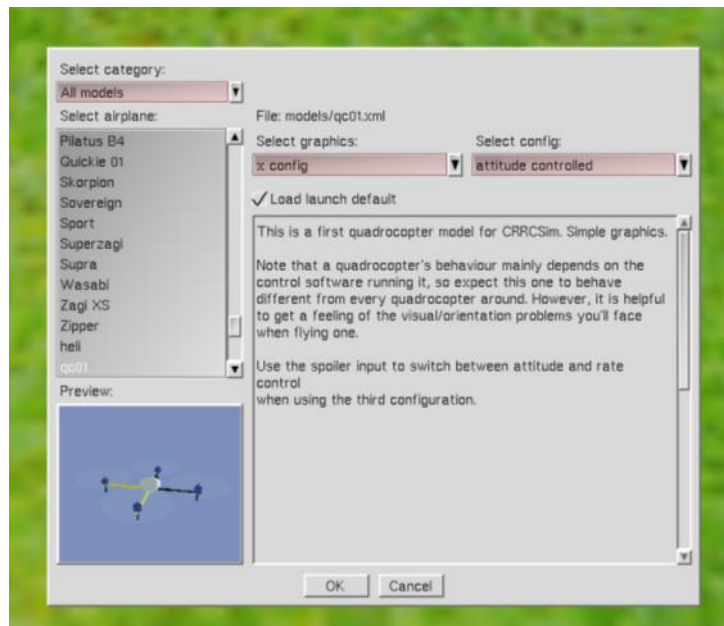 Select category:
All models
Select airplane:
Pilatus B4
Quickie 01
Skorpion
Sovereign
Sport
Superzagi
Supra
Wasabi
Zagi XS
Zipper
heli
qc01
Preview:
File: models/qc01.xml
Select graphics:
x config
Select config:
attitude controlled
Load launch default
This is a first quadrocopter model for CRRCSim. Simple graphics.
Note that a quadrocopter's behaviour mainly depends on the
control software running it, so expect this one to behave
different from every quadrocopter around. However, it is helpful
to get a feeling of the visual/orientation problems you'll face
when flying one.
Use the spoiler input to switch between attitude and rate
control
when using the third configuration.
OK
Cancel